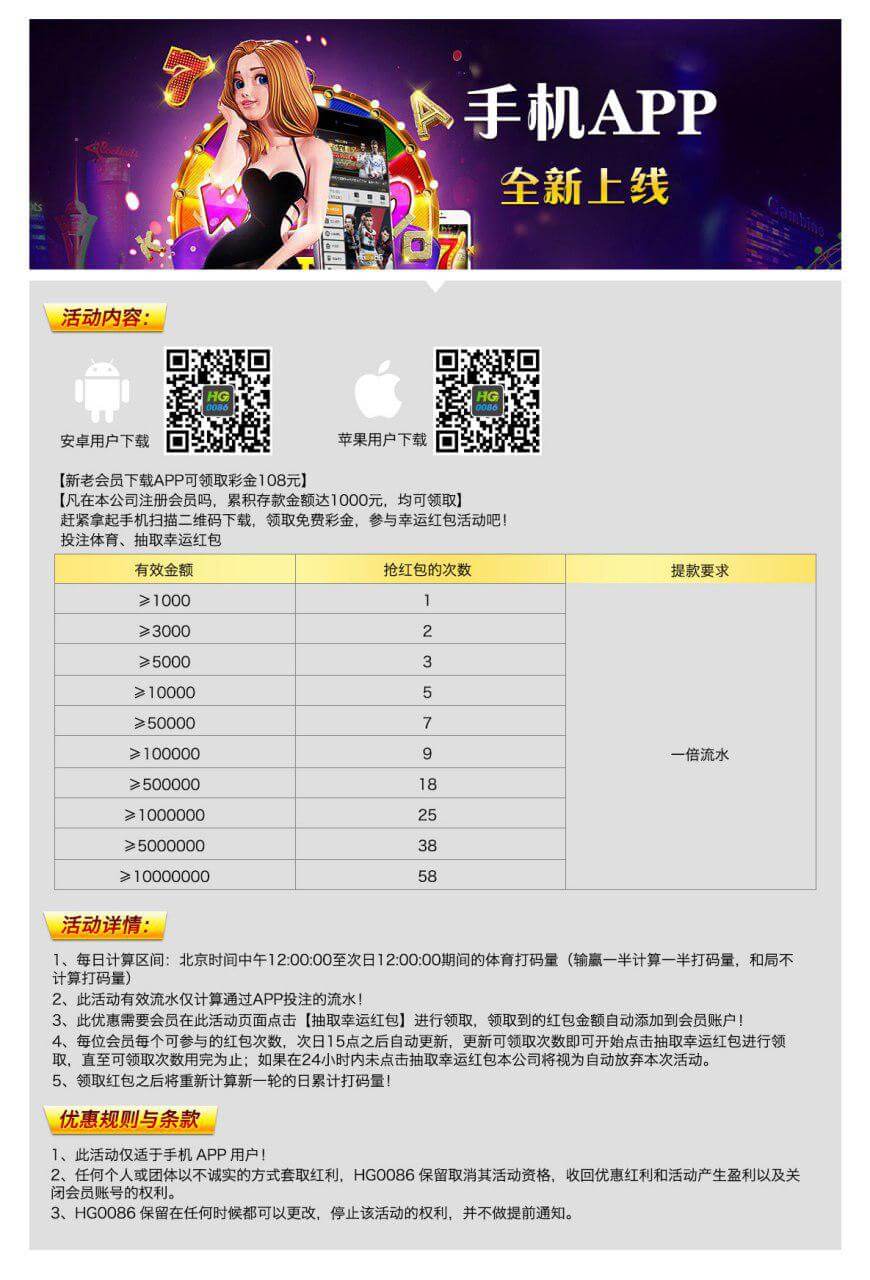 手机APP
全新上线
活动内容：
HG
0086
HG
0086
安卓用户下载
苹果用户下载
【新老会员下载APP可领取彩金108元】
【凡在本公司注册会员吗，累积存款金额达1000元，均可领取】
赶紧拿起手机扫描二维码下载，领取免费彩金，参与幸运红包活动吧！
投注体育、抽取幸运红包
有效金额 抢红包的次数 提款要求
≥1000 1
≥3000 2
≥5000 3
≥10000 5
≥50000 7
≥100000 9 一倍流水
≥500000 18
≥1000000 25
≥5000000 38
≥10000000 58
活动详情：
1、每日计算区间：北京时间中午12:00:00至次日12:00:00期间的体育打码量（输赢一半计算一半打码量，和局不
计算打码量）
2、此活动有效流水仅计算通过APP投注的流水！
3、此优惠需要会员在此活动页面点击【抽取幸运红包】进行领取，领取到的红包金额自动添加到会员账户！
4、每位会员每个可参与的红包次数，次日15点之后自动更新，更新可领取次数即可开始点击抽取幸运红包进行领
取，直至可领取次数用完为止；如果在24小时内未点击抽取幸运红包本公司将视为自动放弃本次活动。
5、领取红包之后将重新计算新一轮的日累计打码量！
优惠规则与条款
1、此活动仅适于手机 APP 用户！
2、任何个人或团体以不诚实的方式套取红利，HG0086 保留取消其活动资格，收回优惠红利和活动产生盈利以及关
闭会员账号的权利。
3、HG0086 保留在任何时候都可以更改，停止该活动的权利，并不做提前通知。